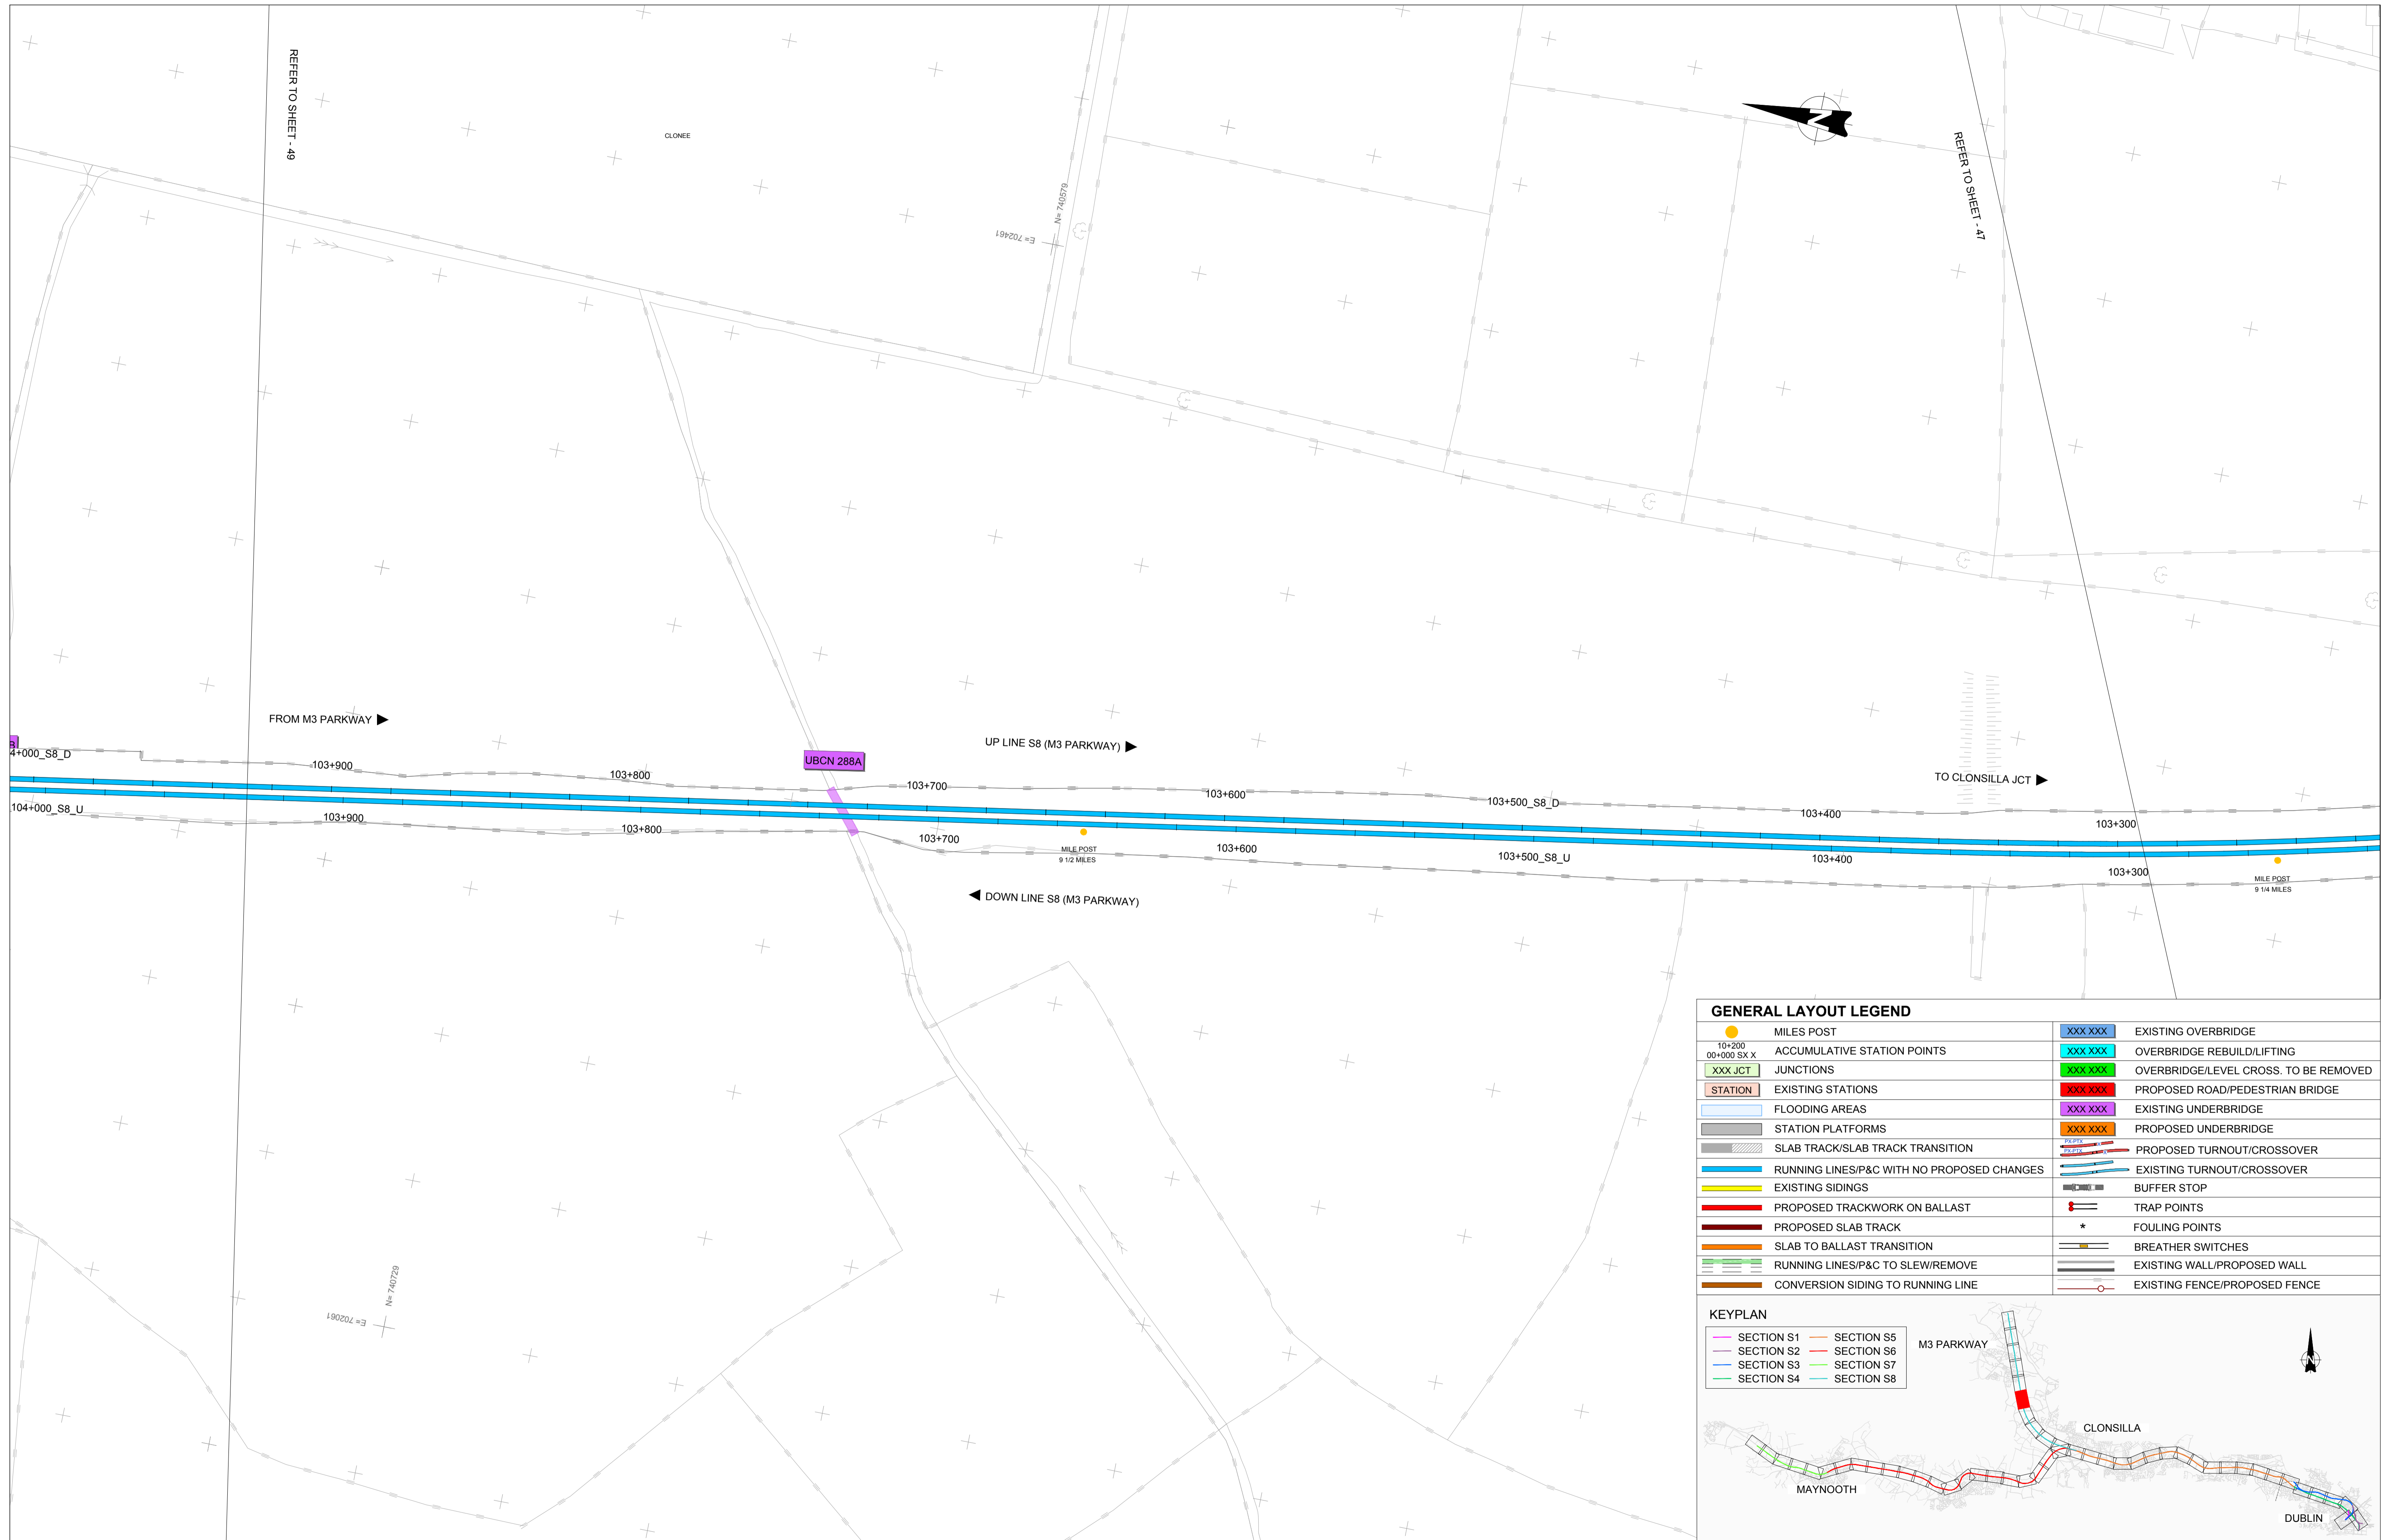 REFER TO SHEET - 49
CLONEE
N= 740579
E= 702461
N
REFER TO SHEET - 47
FROM M3 PARKWAY
UP LINE S8 (M3 PARKWAY)
TO CLONSILLA JCT
UBCN 288A
4+000_S8_D
103+900
103+800
103+700
103+600
103+500_S8_D
103+400
103+300
104+000_S8_U
103+900
103+800
103+700
103+600
103+500_S8_U
103+400
103+300
MILE POST
9 1/2 MILES
MILE POST
9 1/4 MILES
DOWN LINE S8 (M3 PARKWAY)
N= 740729
E= 702061
GENERAL LAYOUT LEGEND
MILES POST
10+200
00+000 SX X
ACCUMULATIVE STATION POINTS
XXX JCT JUNCTIONS
STATION EXISTING STATIONS
FLOODING AREAS
STATION PLATFORMS
SLAB TRACK/SLAB TRACK TRANSITION
RUNNING LINES/P&C WITH NO PROPOSED CHANGES
EXISTING SIDINGS
PROPOSED TRACKWORK ON BALLAST
PROPOSED SLAB TRACK
SLAB TO BALLAST TRANSITION
RUNNING LINES/P&C TO SLEW/REMOVE
CONVERSION SIDING TO RUNNING LINE
XXX XXX EXISTING OVERBRIDGE
XXX XXX OVERBRIDGE REBUILD/LIFTING
XXX XXX OVERBRIDGE/LEVEL CROSS. TO BE REMOVED
XXX XXX PROPOSED ROAD/PEDESTRIAN BRIDGE
XXX XXX EXISTING UNDERBRIDGE
XXX XXX PROPOSED UNDERBRIDGE
PX-PTX
PX-PTX
PROPOSED TURNOUT/CROSSOVER
EXISTING TURNOUT/CROSSOVER
BUFFER STOP
TRAP POINTS
* FOULING POINTS
BREATHER SWITCHES
EXISTING WALL/PROPOSED WALL
EXISTING FENCE/PROPOSED FENCE
KEYPLAN
SECTION S1 SECTION S5
SECTION S2 SECTION S6
SECTION S3 SECTION S7
SECTION S4 SECTION S8
M3 PARKWAY
N
CLONSILLA
MAYNOOTH
DUBLIN